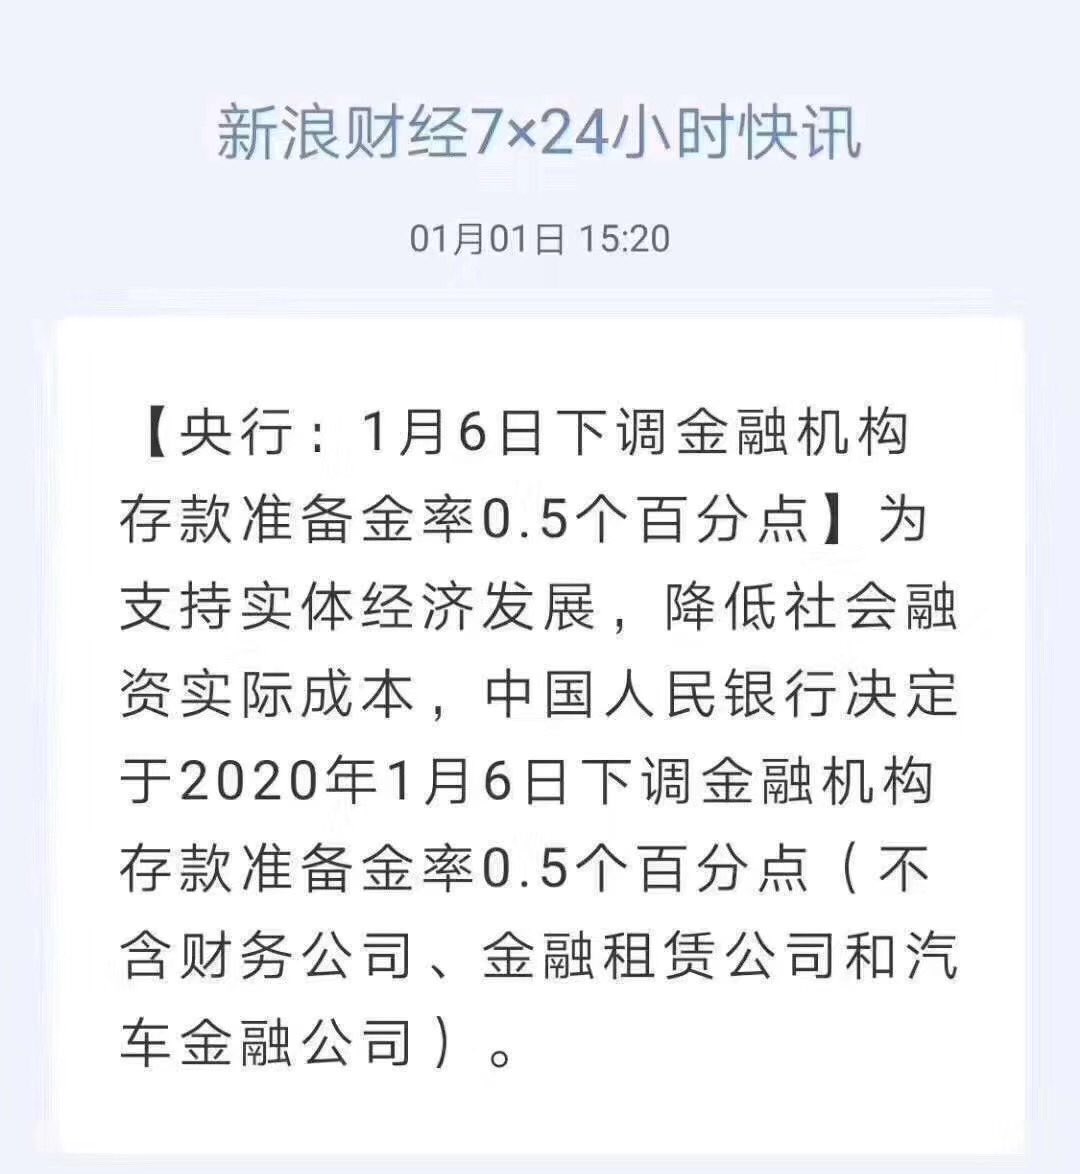 新浪财经7×24小时快讯
01月01日 15:20
【央行：1月6日下调金融机构
存款准备金率0.5个百分点】为
支持实体经济发展，降低社会融
资实际成本，中国人民银行决定
于2020年1月6日下调金融机构
存款准备金率0.5个百分点（不
含财务公司、金融租赁公司和汽
车金融公司）。